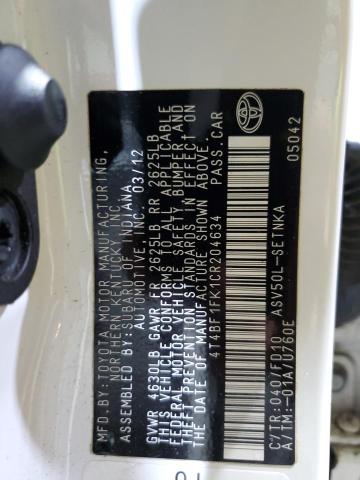 MFD. BY: TOYOTA MOTOR MANUFACTURING,
NORTHERN KENTUCKY, INC.
ASSEMBLED BY: SUBARU OF INDIANA
AUTOMOTIVE, INC. 03/12
GVWR 4630LB GAWR FR 2625LB RR 2625LB
THIS VEHICLE CONFORMS TO ALL APPLICABLE
FEDERAL MOTOR VEHICLE SAFETY, BUMPER AND
THEFT PREVENTION STANDARDS IN EFFECT ON
THE DATE OF MANUFACTURE SHOWN ABOVE.
4T4BF1FK1CR204634 PASS.CAR
C/TR:040/FD10 ASV50L-SETNKA
A/TM:-01A/U760E 05042